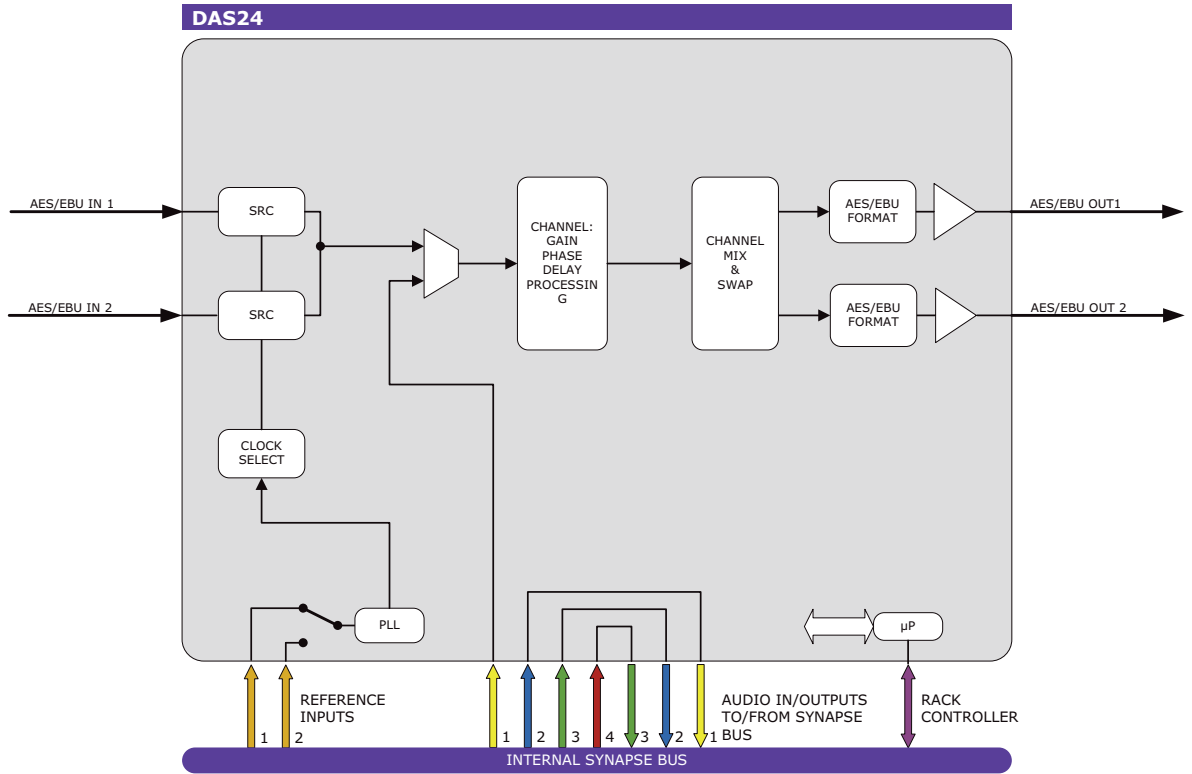 DAS24
AES/EBU IN 1
SRC
CHANNEL:
GAIN
PHASE
DELAY
PROCESSIN
G
CHANNEL
MIX
&
SWAP
AES/EBU
FORMAT
AES/EBU OUT1
AES/EBU IN 2
SRC
AES/EBU
FORMAT
AES/EBU OUT 2
CLOCK
SELECT
PLL
µP
REFERENCE
INPUTS
1
2
1
2
3
4
3
2
1
AUDIO IN/OUTPUTS
TO/FROM SYNAPSE
BUS
RACK
CONTROLLER
INTERNAL SYNAPSE BUS